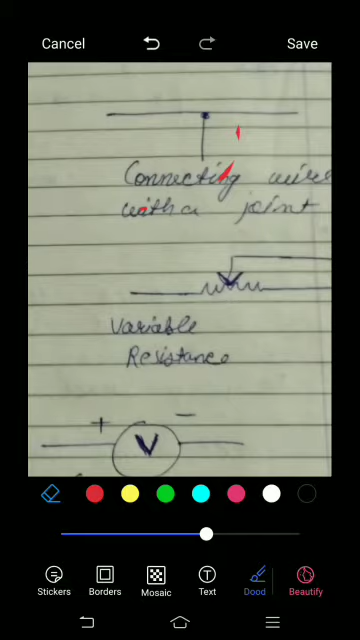 Cancel Save
Connecting wire
with a joint
Variable
Resistance
+ −
V
Stickers Borders Mosaic Text Dood Beautify